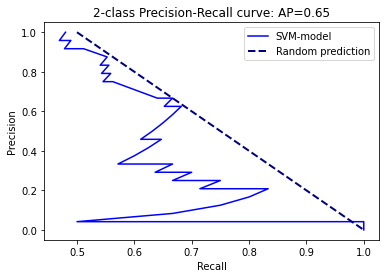 2-class Precision-Recall curve: AP=0.65
SVM-model
Random prediction
Precision
1.0
0.8
0.6
0.4
0.2
0.0
0.5 0.6 0.7 0.8 0.9 1.0
Recall